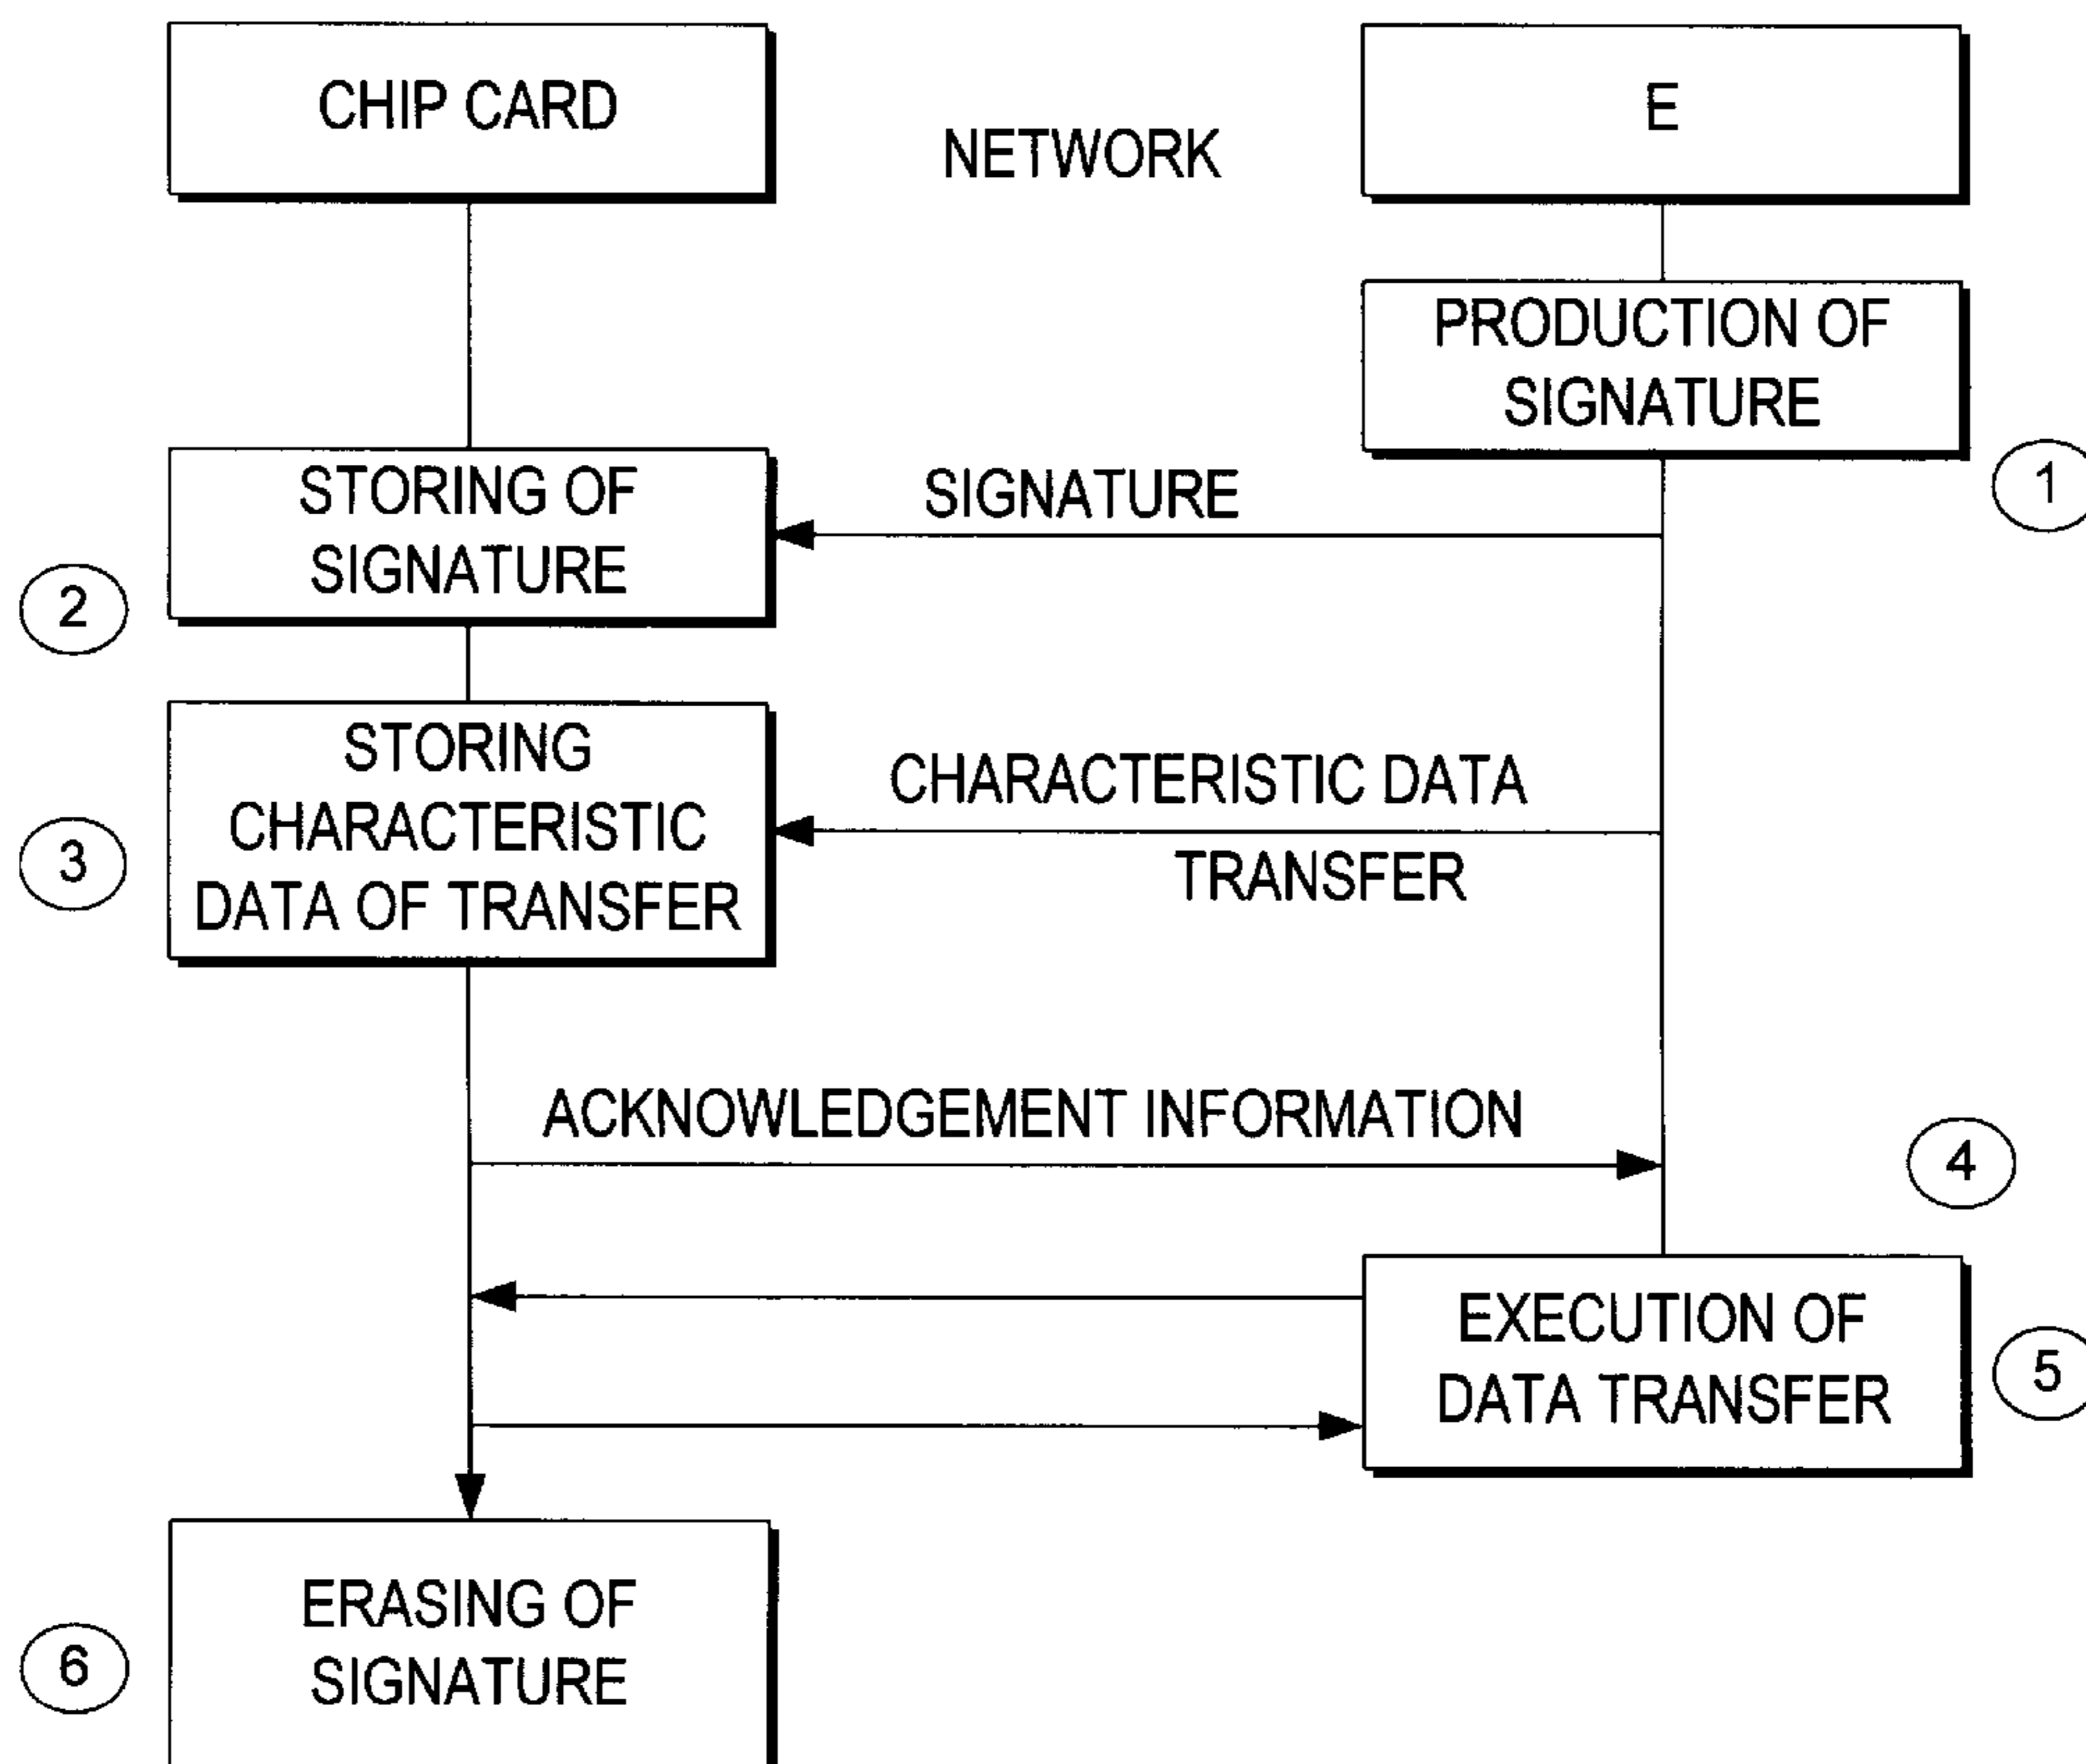 CHIP CARD
NETWORK
E
PRODUCTION OF
SIGNATURE
1
STORING OF
SIGNATURE
2
SIGNATURE
STORING
CHARACTERISTIC
DATA OF TRANSFER
3
CHARACTERISTIC DATA
TRANSFER
ACKNOWLEDGEMENT INFORMATION
4
EXECUTION OF
DATA TRANSFER
5
ERASING OF
SIGNATURE
6